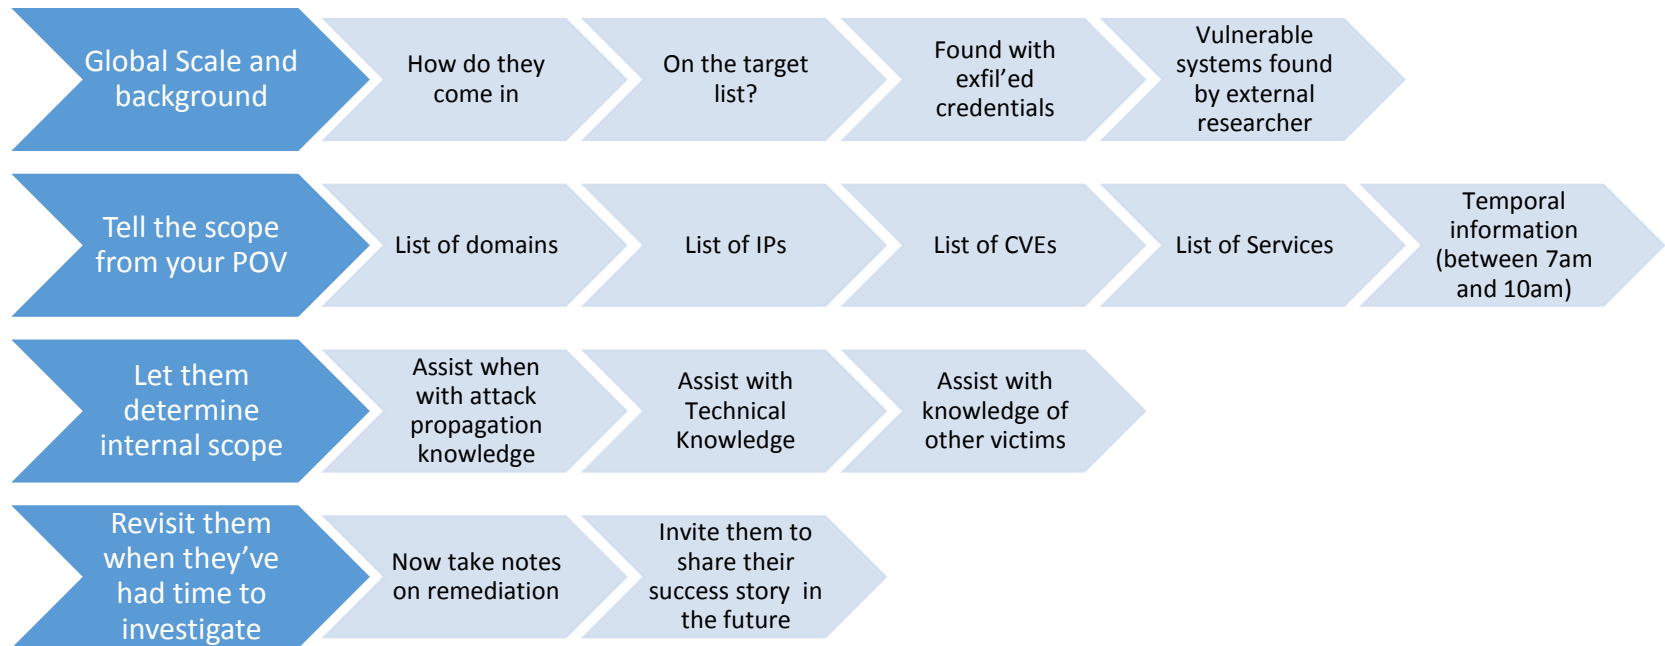 Global Scale and
background
How do they
come in
On the target
list?
Found with
exfil’ed
credentials
Vulnerable
systems found
by external
researcher
Tell the scope
from your POV
List of domains
List of IPs
List of CVEs
List of Services
Temporal
information
(between 7am
and 10am)
Let them
determine
internal scope
Assist when
with attack
propagation
knowledge
Assist with
Technical
Knowledge
Assist with
knowledge of
other victims
Revisit them
when they’ve
had time to
investigate
Now take notes
on remediation
Invite them to
share their
success story  in
the future